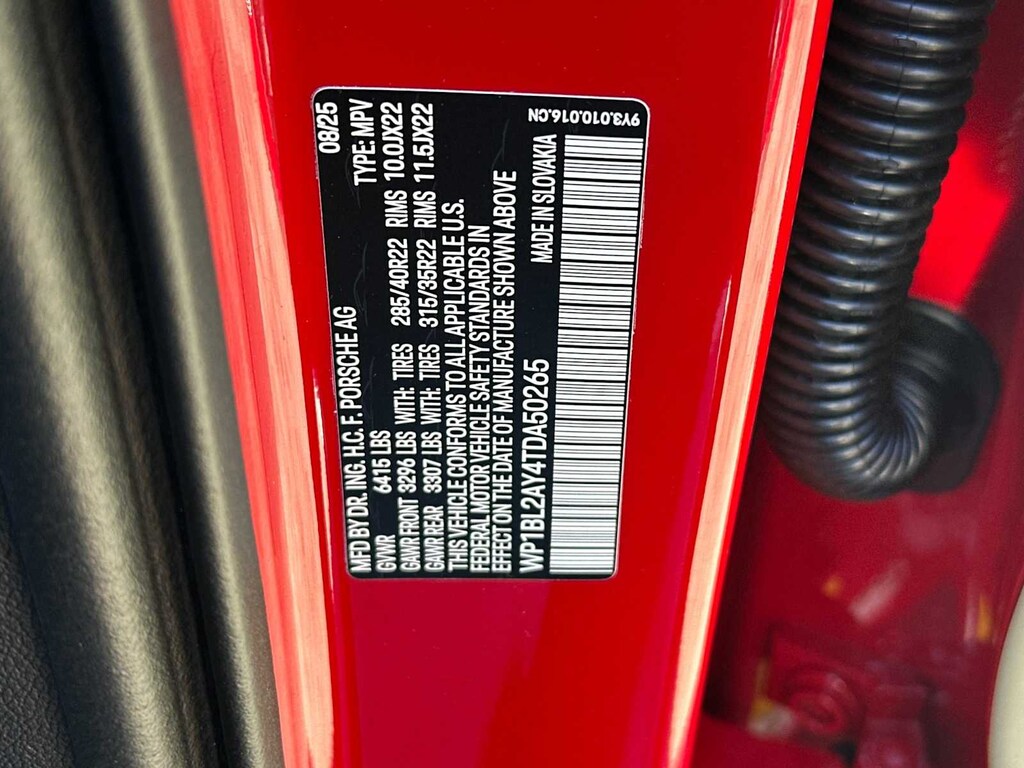 MFD BY DR. ING. H.C. F. PORSCHE AG 08/25
GVWR 6415 LBS TYPE: MPV
GAWR FRONT 3296 LBS WITH: TIRES 285/40R22 RIMS 10.0JX22
GAWR REAR 3307 LBS WITH: TIRES 315/35R22 RIMS 11.5JX22
THIS VEHICLE CONFORMS TO ALL APPLICABLE U.S.
FEDERAL MOTOR VEHICLE SAFETY STANDARDS IN
EFFECT ON THE DATE OF MANUFACTURE SHOWN ABOVE
WP1BL2AY4TDA50265 MADE IN SLOVAKIA
9Y3.010.016.CN